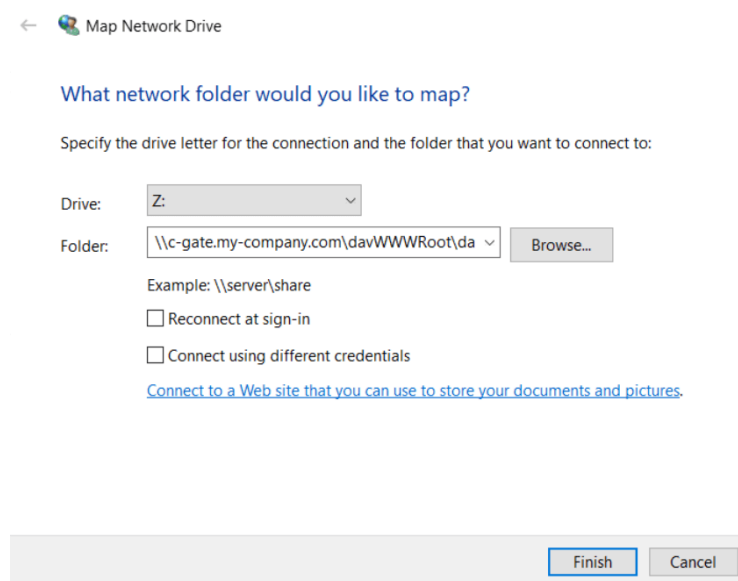 Map Network Drive
What network folder would you like to map?
Specify the drive letter for the connection and the folder that you want to connect to:
Drive: Z:
Folder: \\c-gate.my-company.com\davWWWRoot\da Browse...
Example: \\server\share
Reconnect at sign-in
Connect using different credentials
Connect to a Web site that you can use to store your documents and pictures.
Finish Cancel